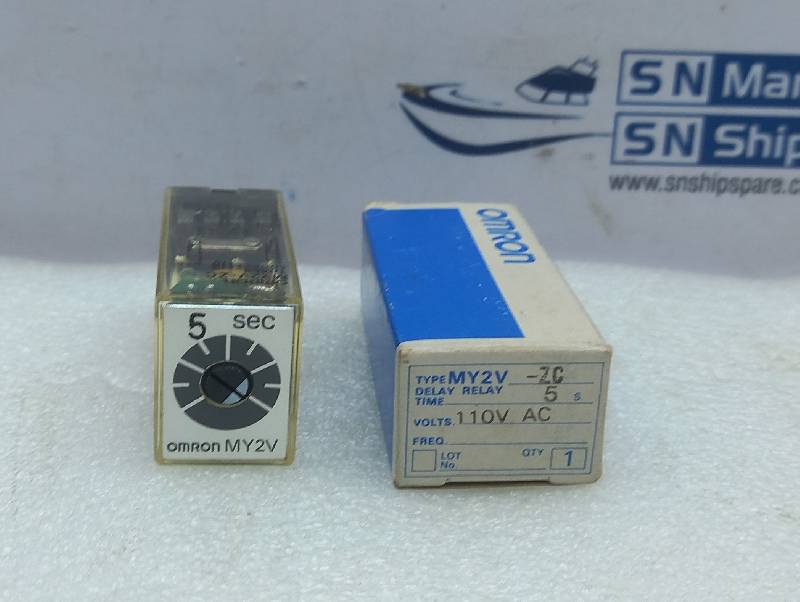 SN Mar
SN Ship
www.snshipspare.c
5 sec
OMRON MY2V
OMRON
TYPE MY2V -ZC
DELAY RELAY
TIME 5 s
VOLTS. 110V AC
FREQ.
LOT No. QTY 1